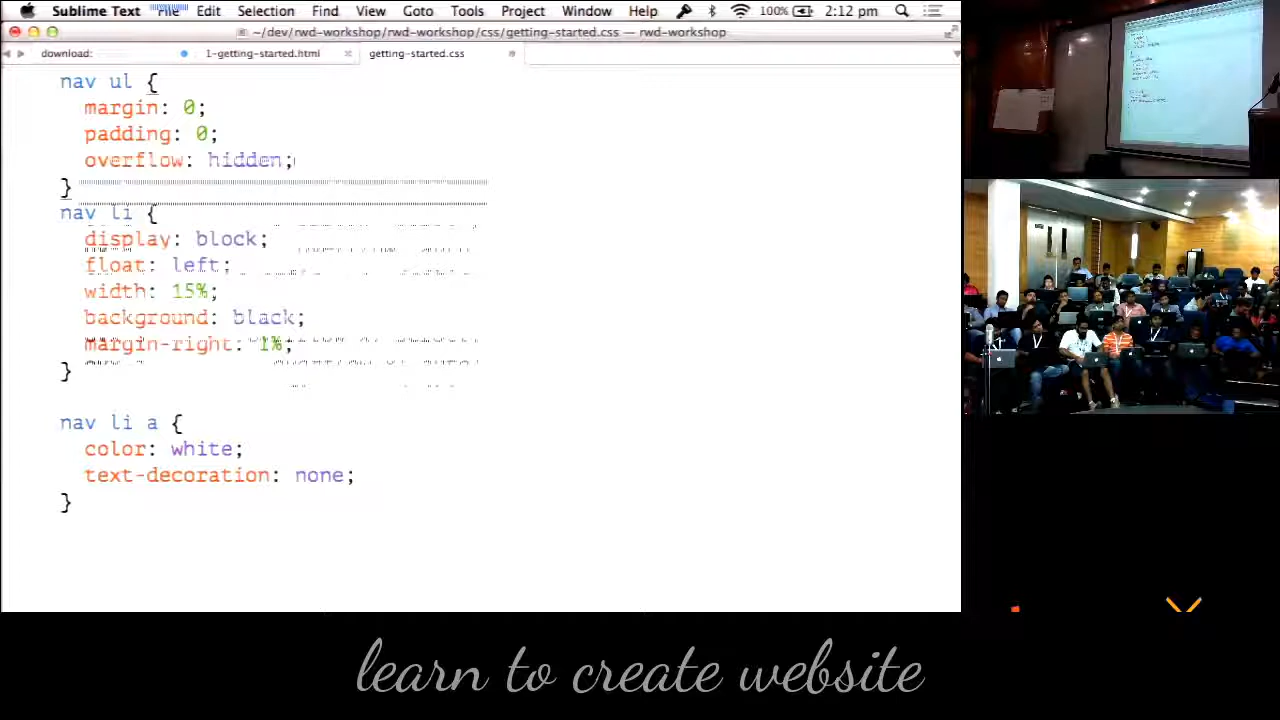 Sublime Text File Edit Selection Find View Goto Tools Project Window Help 100% 2:12 pm
~/dev/rwd-workshop/rwd-workshop/css/getting-started.css — rwd-workshop
download: 1-getting-started.html getting-started.css
nav ul {
margin: 0;
padding: 0;
overflow: hidden;
}
nav li {
display: block;
float: left;
width: 15%;
background: black;
margin-right: 1%;
}
nav li a {
color: white;
text-decoration: none;
}
learn to create website